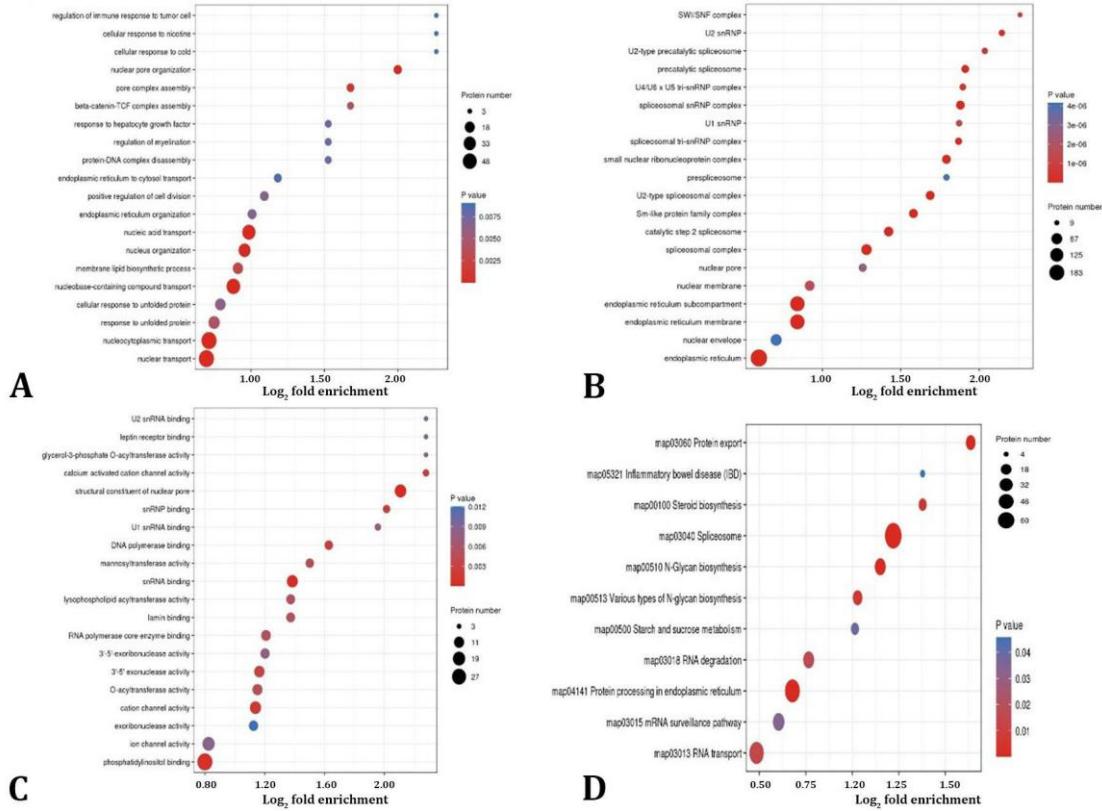 regulation of immune response to tumor cell
cellular response to nicotine
cellular response to cold
nuclear pore organization
pore complex assembly
beta-catenin-TCF complex assembly
response to hepatocyte growth factor
regulation of myelination
protein-DNA complex disassembly
endoplasmic reticulum to cytosol transport
positive regulation of cell division
endoplasmic reticulum organization
nucleic acid transport
nucleus organization
membrane lipid biosynthetic process
nucleobase-containing compound transport
cellular response to unfolded protein
response to unfolded protein
nucleocytoplasmic transport
nuclear transport
1.00 1.50 2.00
Log2 fold enrichment
Protein number
3
18
33
48
P value
0.0075
0.0050
0.0025
A
SWI/SNF complex
U2 snRNP
U2-type precatalytic spliceosome
precatalytic spliceosome
U4/U6 x U5 tri-snRNP complex
spliceosomal snRNP complex
U1 snRNP
spliceosomal tri-snRNP complex
small nuclear ribonucleoprotein complex
prespliceosome
U2-type spliceosomal complex
Sm-like protein family complex
catalytic step 2 spliceosome
spliceosomal complex
nuclear pore
nuclear membrane
endoplasmic reticulum subcompartment
endoplasmic reticulum membrane
nuclear envelope
endoplasmic reticulum
1.00 1.50 2.00
Log2 fold enrichment
P value
4e-06
3e-06
2e-06
1e-06
Protein number
9
67
125
183
B
U2 snRNA binding
leptin receptor binding
glycerol-3-phosphate O-acyltransferase activity
calcium activated cation channel activity
structural constituent of nuclear pore
snRNP binding
U1 snRNA binding
DNA polymerase binding
mannosyltransferase activity
snRNA binding
lysophospholipid acyltransferase activity
lamin binding
RNA polymerase core enzyme binding
3'-5'-exoribonuclease activity
3'-5' exonuclease activity
O-acyltransferase activity
cation channel activity
exoribonuclease activity
ion channel activity
phosphatidylinositol binding
0.80 1.20 1.60 2.00
Log2 fold enrichment
P value
0.012
0.009
0.006
0.003
Protein number
3
11
19
27
C
map03060 Protein export
map05321 Inflammatory bowel disease (IBD)
map00100 Steroid biosynthesis
map03040 Spliceosome
map00510 N-Glycan biosynthesis
map00513 Various types of N-glycan biosynthesis
map00500 Starch and sucrose metabolism
map03018 RNA degradation
map04141 Protein processing in endoplasmic reticulum
map03015 mRNA surveillance pathway
map03013 RNA transport
0.50 0.75 1.20 1.25 1.50
Log2 fold enrichment
Protein number
4
18
32
46
60
P value
0.04
0.03
0.02
0.01
D